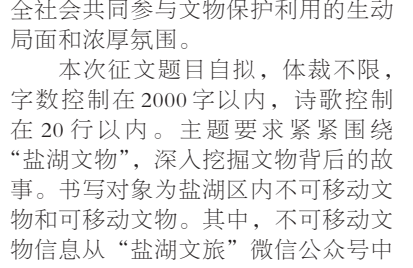 全社会共同参与文物保护利用的生动
局面和浓厚氛围。
本次征文题目自拟，体裁不限，
字数控制在 2000 字以内，诗歌控制
在 20 行以内。主题要求紧紧围绕
“盐湖文物”，深入挖掘文物背后的故
事。书写对象为盐湖区内不可移动文
物和可移动文物。其中，不可移动文
物信息从“盐湖文旅”微信公众号中